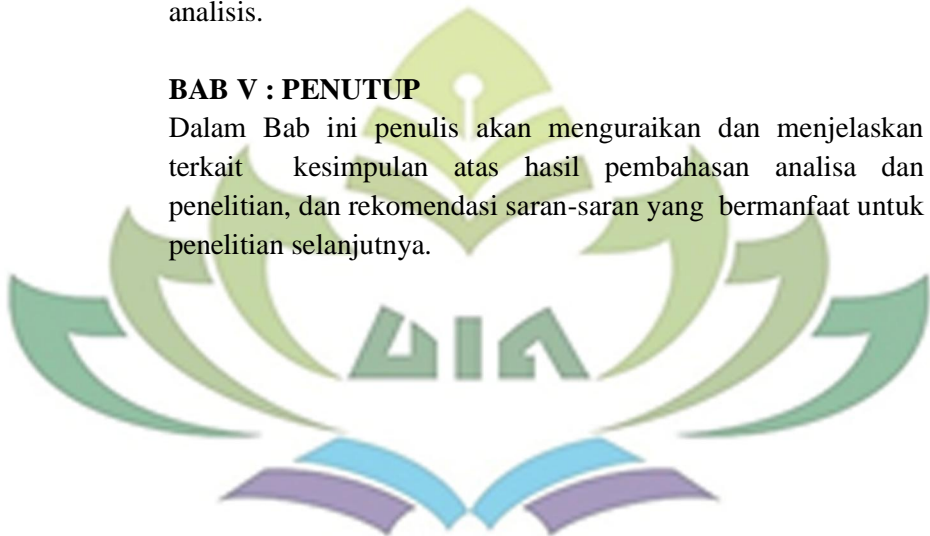 analisis.
BAB V : PENUTUP
Dalam Bab ini penulis akan menguraikan dan menjelaskan
terkait kesimpulan atas hasil pembahasan analisa dan
penelitian, dan rekomendasi saran-saran yang bermanfaat untuk
penelitian selanjutnya.
UIN